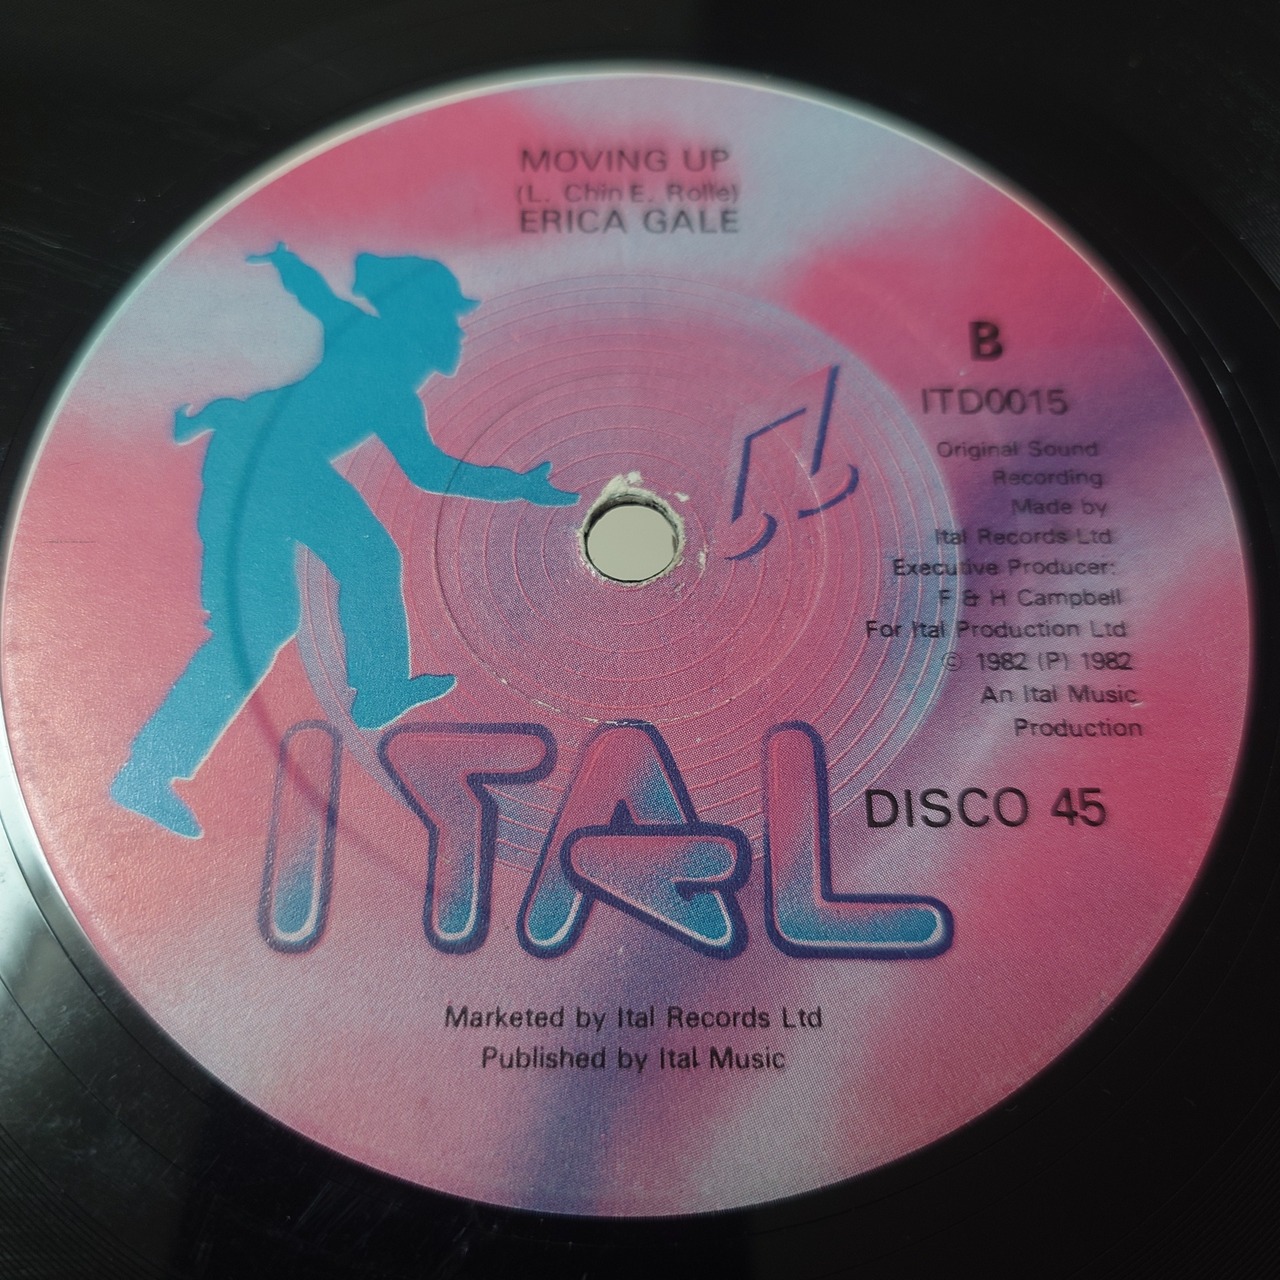 MOVING UP
(L. Chin E. Rolle)
ERICA GALE
B
ITD0015
Original Sound
Recording
Made by
Ital Records Ltd
Executive Producer:
F & H Campbell
For Ital Production Ltd
© 1982 (P) 1982
An Ital Music
Production
DISCO 45
ITAL
Marketed by Ital Records Ltd
Published by Ital Music